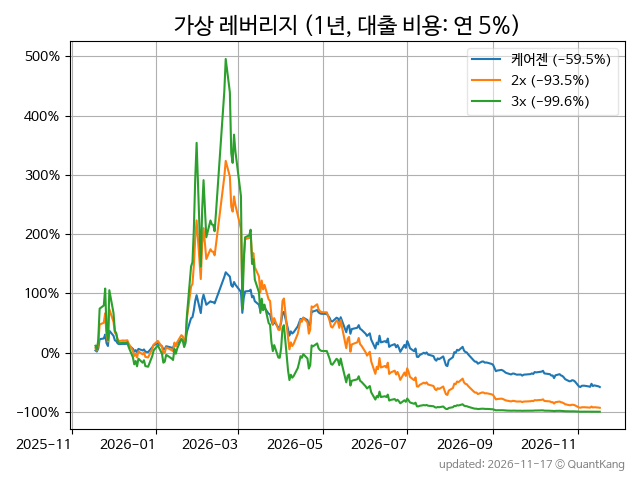 가상 레버리지 (1년, 대출 비용: 연 5%)
케어젠 (-59.5%)
2x (-93.5%)
3x (-99.6%)
500%
400%
300%
200%
100%
0%
-100%
2025-11 2026-01 2026-03 2026-05 2026-07 2026-09 2026-11
updated: 2026-11-17 © QuantKang